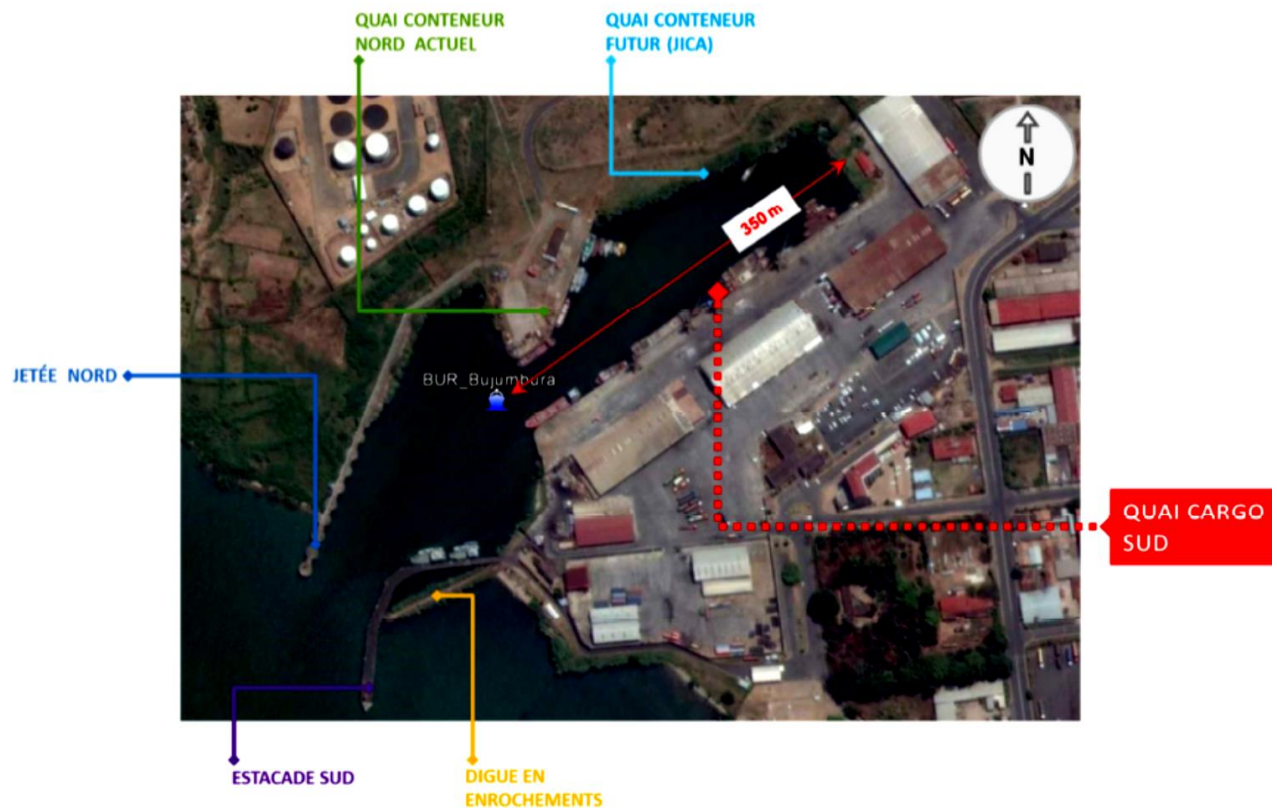 QUAI CONTENEUR
NORD ACTUEL
QUAI CONTENEUR
FUTUR (JICA)
N
350 m
BUR_Bujumbura
JETÉE NORD
QUAI CARGO
SUD
ESTACADE SUD
DIGUE EN
ENROCHEMENTS